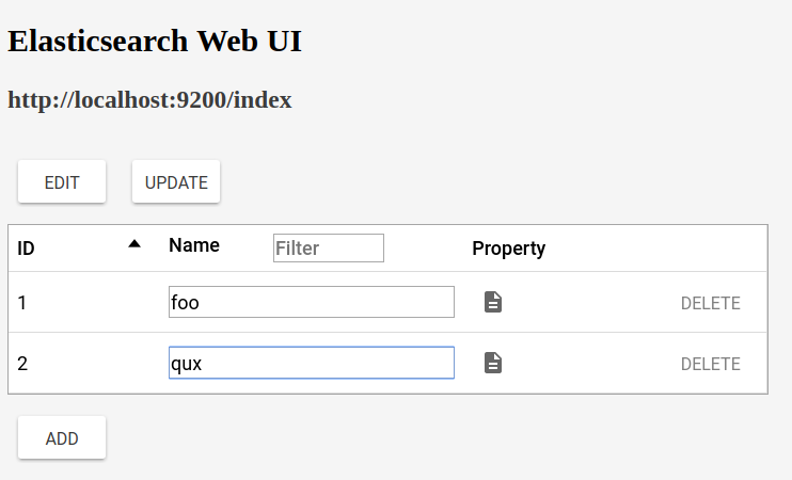 Elasticsearch Web UI
http://localhost:9200/index
EDIT UPDATE
ID Name Filter Property
1 foo DELETE
2 qux DELETE
ADD